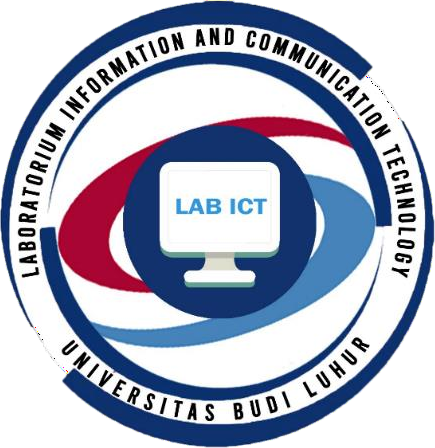 LABORATORIUM INFORMATION AND COMMUNICATION TECHNOLOGY
LAB ICT
UNIVERSITAS BUDI LUHUR